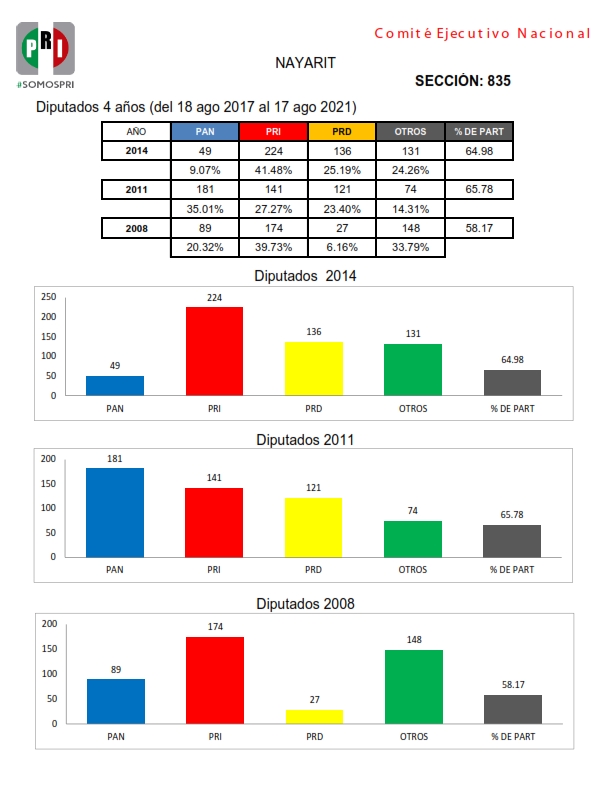 Comité Ejecutivo Nacional
PRI
#SOMOSPRI
NAYARIT
SECCIÓN: 835
Diputados 4 años (del 18 ago 2017 al 17 ago 2021)
AÑO PAN PRI PRD OTROS % DE PART
2014 49 224 136 131 64.98
9.07% 41.48% 25.19% 24.26%
2011 181 141 121 74 65.78
35.01% 27.27% 23.40% 14.31%
2008 89 174 27 148 58.17
20.32% 39.73% 6.16% 33.79%
Diputados 2014
250
200
150
100
50
0
49
224
136
131
64.98
PAN PRI PRD OTROS % DE PART
Diputados 2011
200
150
100
50
0
181
141
121
74
65.78
PAN PRI PRD OTROS % DE PART
Diputados 2008
200
150
100
50
0
89
174
27
148
58.17
PAN PRI PRD OTROS % DE PART